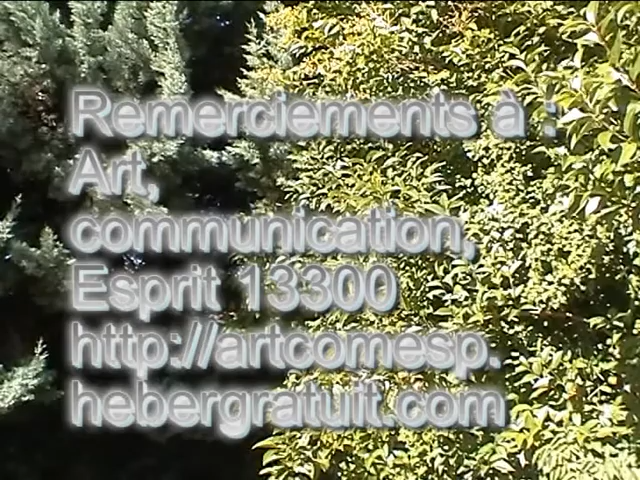 Remerciements à :
Art,
communication,
Esprit 13300
http://artcomesp.
hebergratuit.com